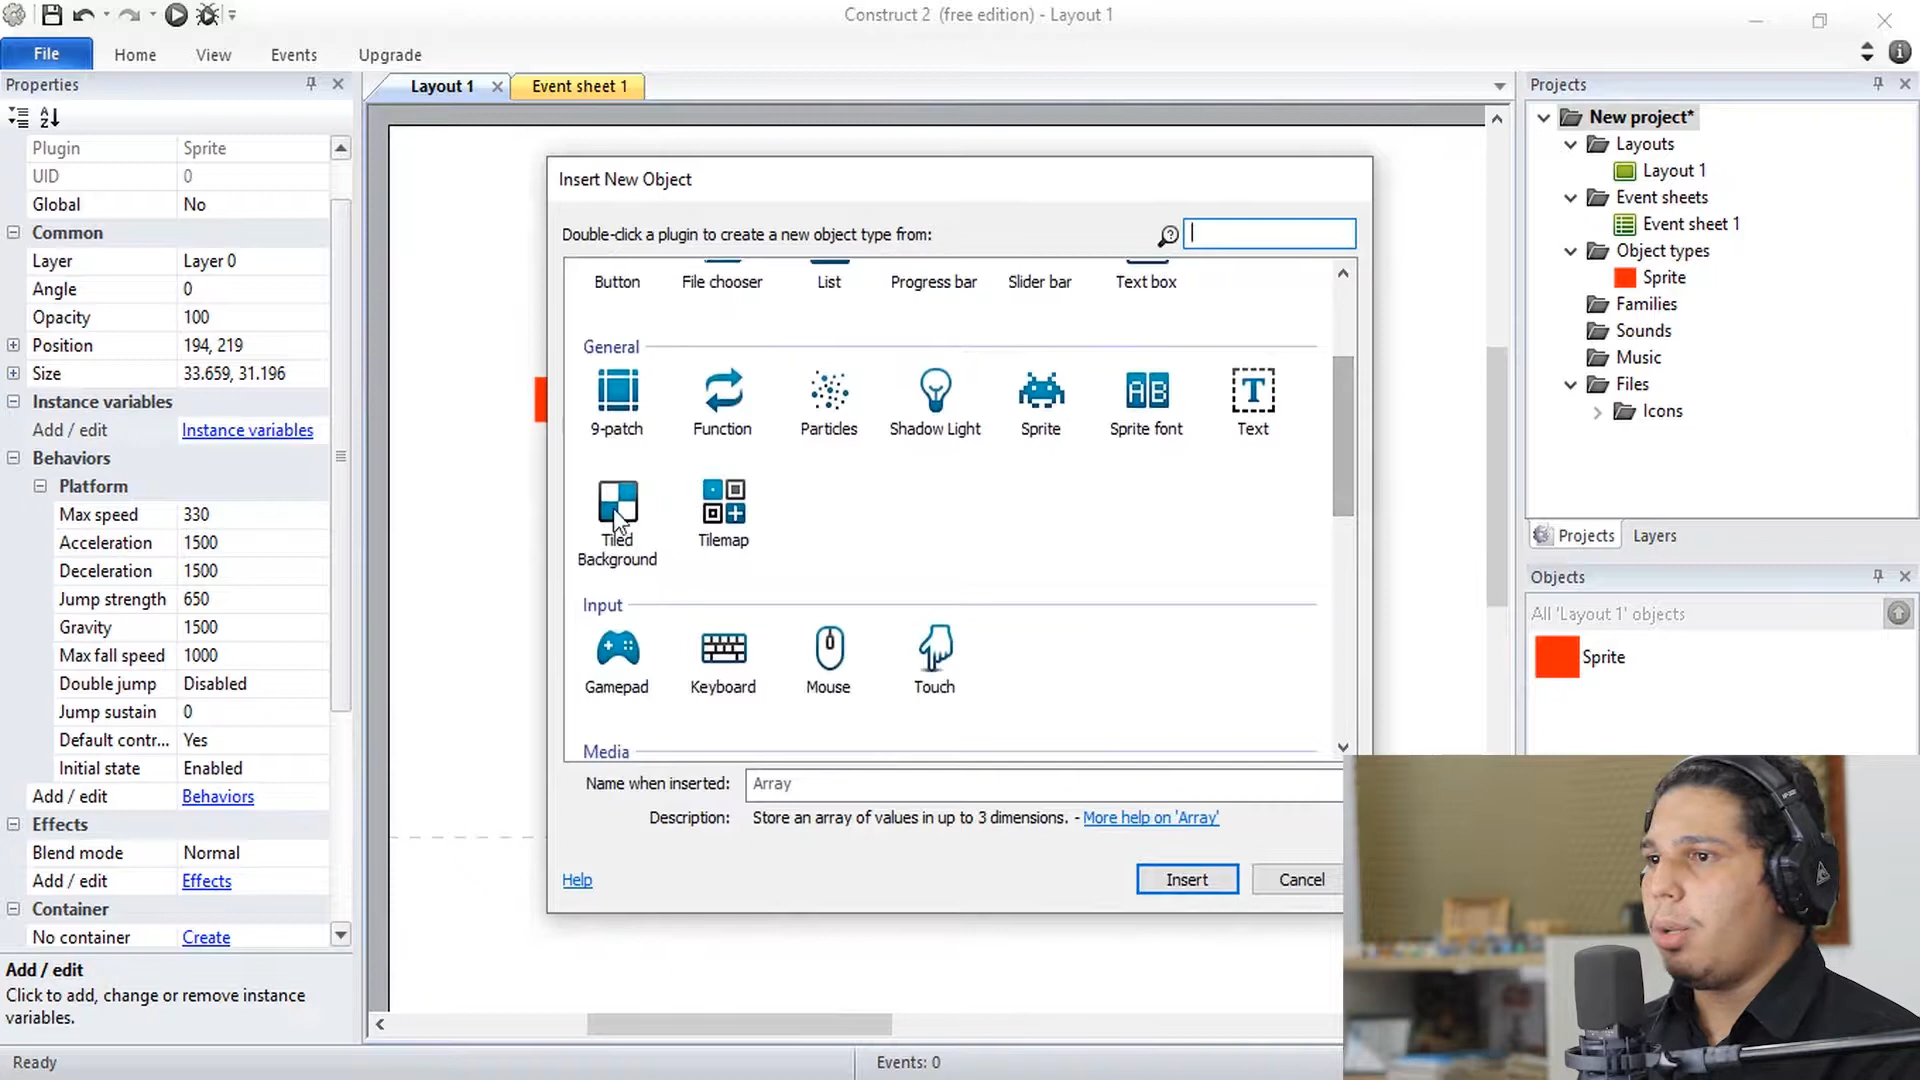 Construct 2 (free edition) - Layout 1
File
Home
View
Events
Upgrade
Properties
Plugin Sprite
UID 0
Global No
Common
Layer Layer 0
Angle 0
Opacity 100
Position 194, 219
Size 33.659, 31.196
Instance variables
Add / edit Instance variables
Behaviors
Platform
Max speed 330
Acceleration 1500
Deceleration 1500
Jump strength 650
Gravity 1500
Max fall speed 1000
Double jump Disabled
Jump sustain 0
Default contr... Yes
Initial state Enabled
Add / edit Behaviors
Effects
Blend mode Normal
Add / edit Effects
Container
No container Create
Add / edit
Click to add, change or remove instance
variables.
Ready
Layout 1
Event sheet 1
Insert New Object
Double-click a plugin to create a new object type from:
Button File chooser List Progress bar Slider bar Text box
General
9-patch Function Particles Shadow Light Sprite Sprite font Text
Tiled
Background
Tilemap
Input
Gamepad Keyboard Mouse Touch
Media
Name when inserted: Array
Description: Store an array of values in up to 3 dimensions. - More help on 'Array'
Help
Insert
Cancel
Events: 0
Projects
New project*
Layouts
Layout 1
Event sheets
Event sheet 1
Object types
Sprite
Families
Sounds
Music
Files
Icons
Projects
Layers
Objects
All 'Layout 1' objects
Sprite